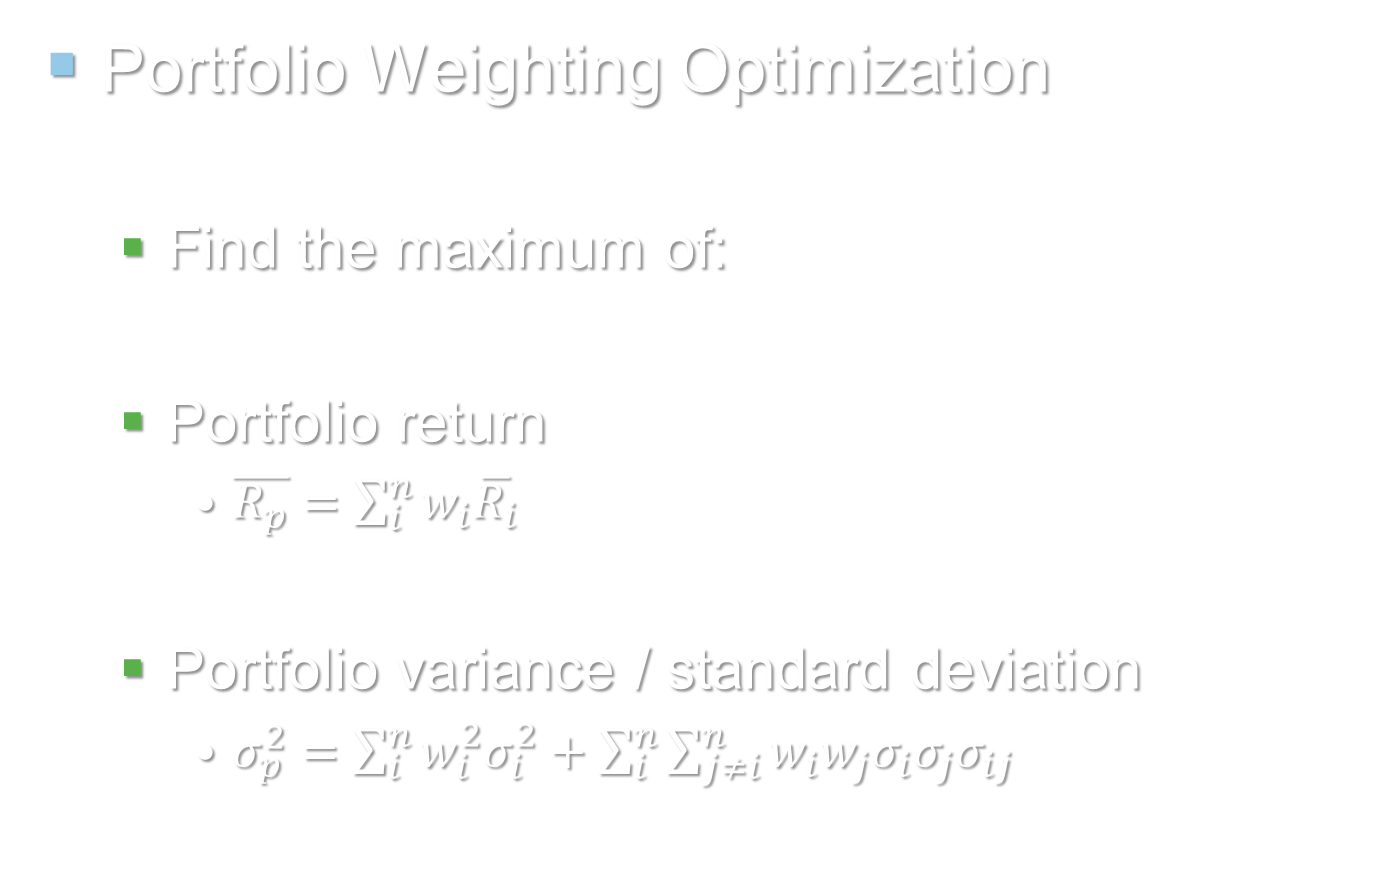 ▪ Portfolio Weighting Optimization
▪ Find the maximum of:
▪ Portfolio return
• $\overline{R_p} = \sum_i^n w_i \overline{R_i}$
▪ Portfolio variance / standard deviation
• $\sigma_p^2 = \sum_i^n w_i^2 \sigma_i^2 + \sum_i^n \sum_{j \neq i}^n w_i w_j \sigma_i \sigma_j \sigma_{ij}$